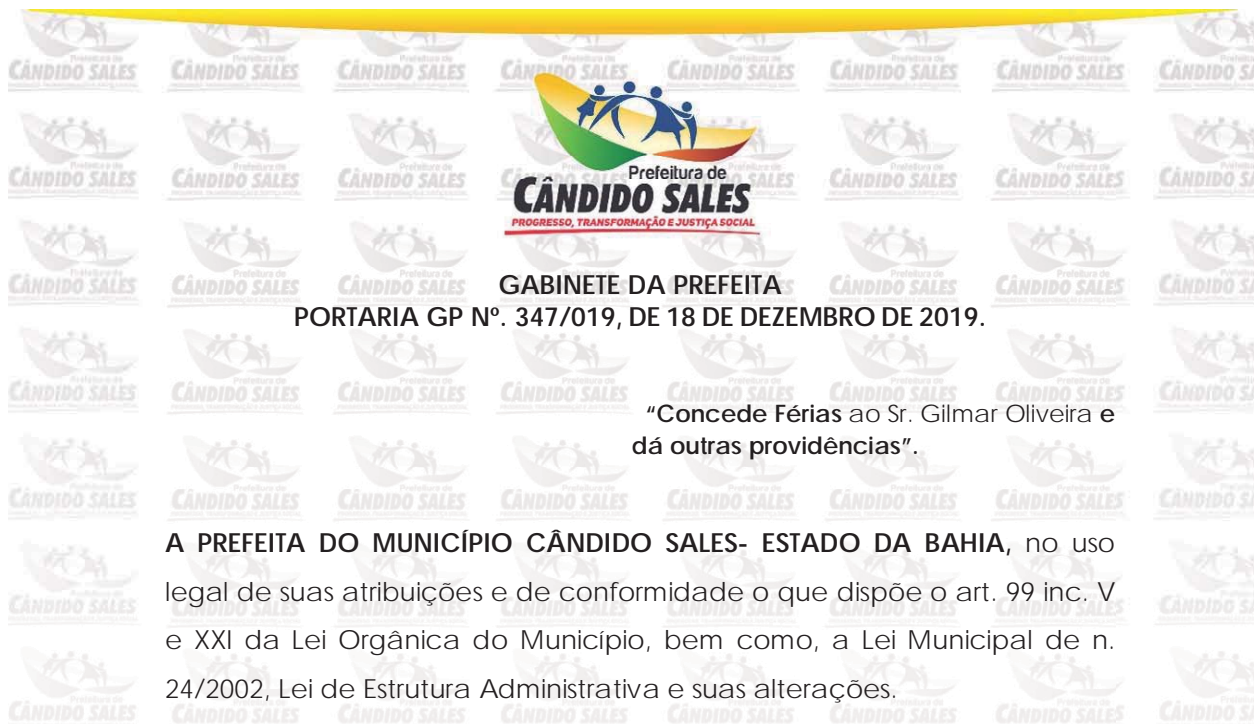 Prefeitura de
CÂNDIDO SALES
PROGRESSO, TRANSFORMAÇÃO E JUSTIÇA SOCIAL
GABINETE DA PREFEITA
PORTARIA GP Nº. 347/019, DE 18 DE DEZEMBRO DE 2019.
“Concede Férias ao Sr. Gilmar Oliveira e
dá outras providências”.
A PREFEITA DO MUNICÍPIO CÂNDIDO SALES- ESTADO DA BAHIA, no uso
legal de suas atribuições e de conformidade o que dispõe o art. 99 inc. V
e XXI da Lei Orgânica do Município, bem como, a Lei Municipal de n.
24/2002, Lei de Estrutura Administrativa e suas alterações.